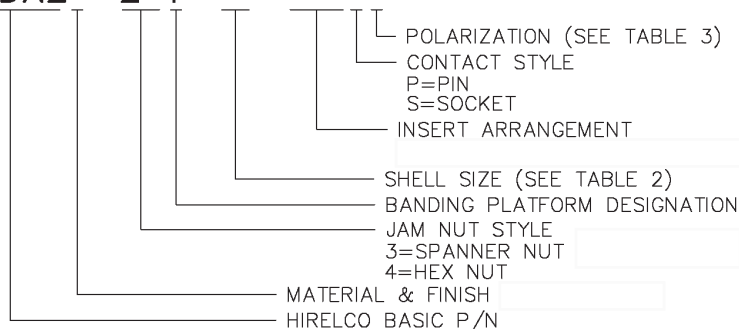 POLARIZATION (SEE TABLE 3)
CONTACT STYLE
P=PIN
S=SOCKET
INSERT ARRANGEMENT
SHELL SIZE (SEE TABLE 2)
BANDING PLATFORM DESIGNATION
JAM NUT STYLE
3=SPANNER NUT
4=HEX NUT
MATERIAL & FINISH
HIRELCO BASIC P/N